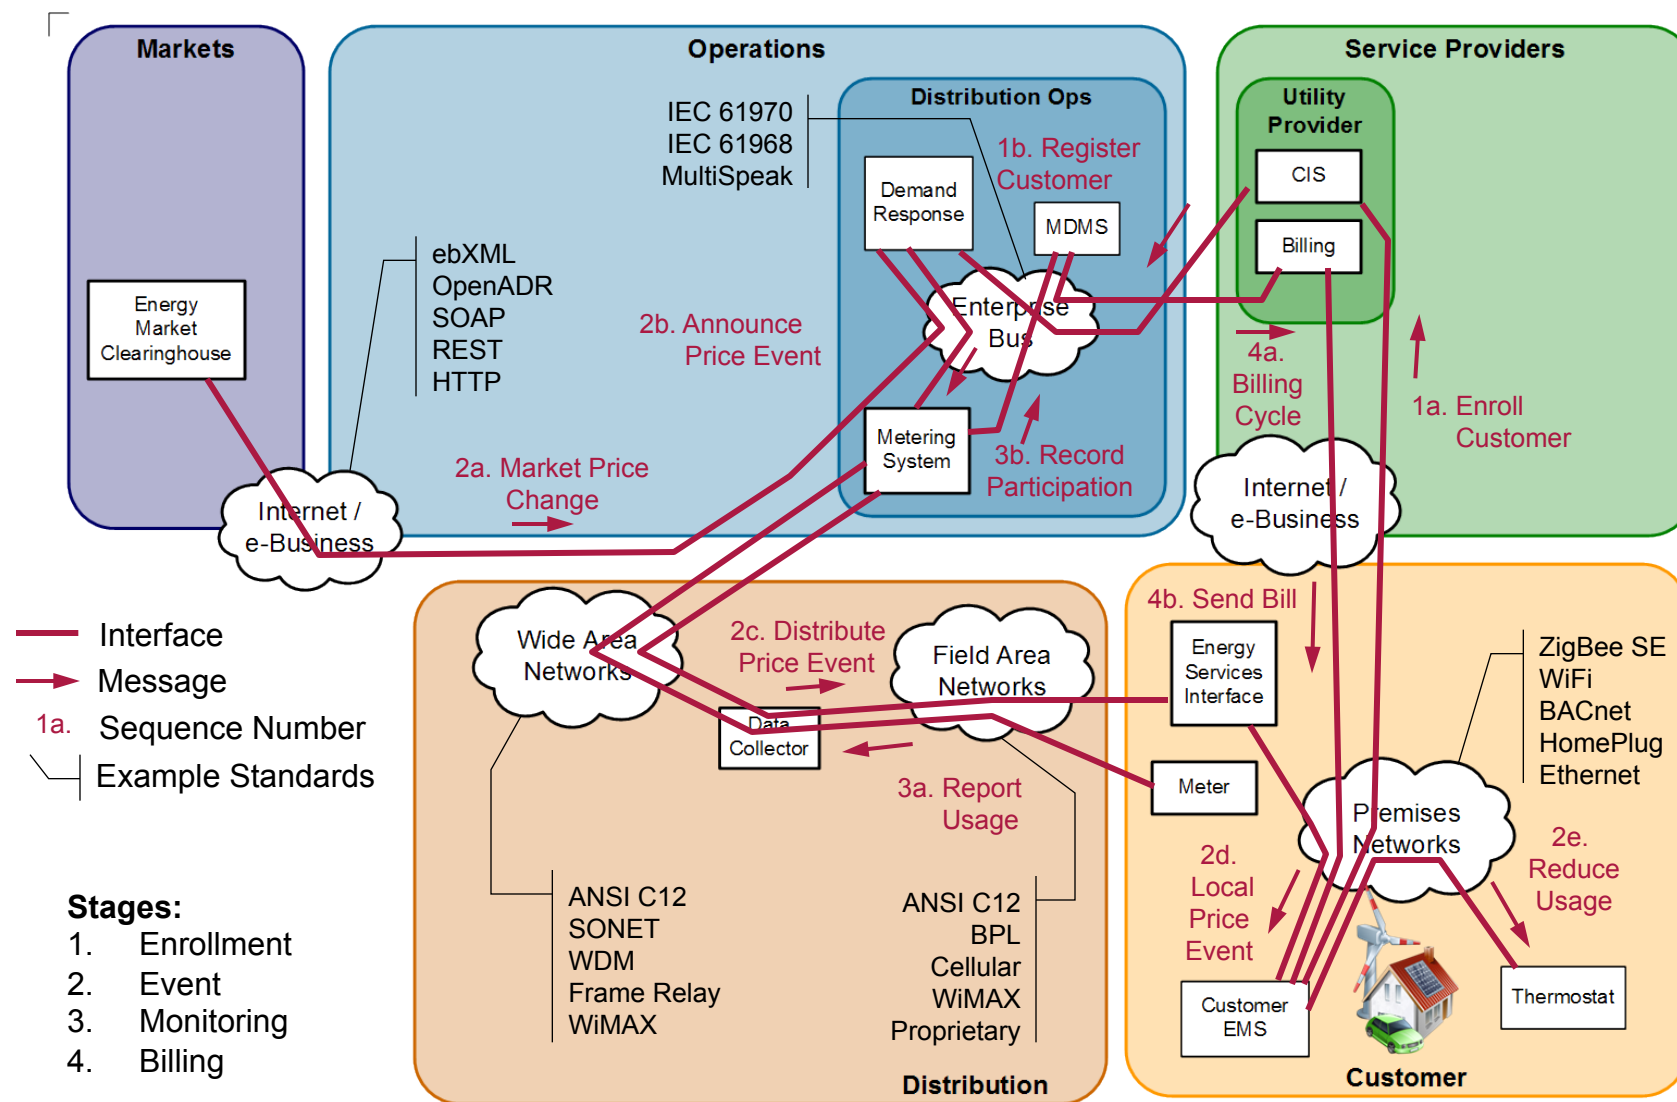 Markets
Operations
Service Providers
Distribution Ops
Utility
Provider
IEC 61970
IEC 61968
MultiSpeak
1b. Register
Customer
Demand
Response
MDMS
CIS
Billing
ebXML
OpenADR
SOAP
REST
HTTP
Energy
Market
Clearinghouse
2b. Announce
Price Event
Enterprise
Bus
4a.
Billing
Cycle
1a. Enroll
Customer
Metering
System
3b. Record
Participation
2a. Market Price
Change
Internet /
e-Business
Internet /
e-Business
Interface
Message
1a.
Sequence Number
Example Standards
Wide Area
Networks
2c. Distribute
Price Event
Field Area
Networks
Data
Collector
3a. Report
Usage
4b. Send Bill
Energy
Services
Interface
Meter
ZigBee SE
WiFi
BACnet
HomePlug
Ethernet
Premises
Networks
2d.
Local
Price
Event
2e.
Reduce
Usage
Customer
EMS
Thermostat
Stages:
1. Enrollment
2. Event
3. Monitoring
4. Billing
ANSI C12
SONET
WDM
Frame Relay
WiMAX
ANSI C12
BPL
Cellular
WiMAX
Proprietary
Distribution
Customer